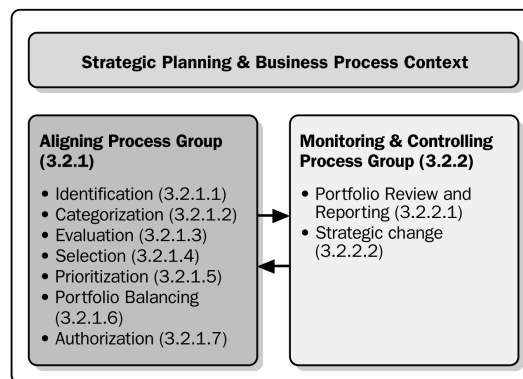 Strategic Planning & Business Process Context
Aligning Process Group
(3.2.1)
• Identification (3.2.1.1)
• Categorization (3.2.1.2)
• Evaluation (3.2.1.3)
• Selection (3.2.1.4)
• Prioritization (3.2.1.5)
• Portfolio Balancing
(3.2.1.6)
• Authorization (3.2.1.7)
Monitoring & Controlling
Process Group (3.2.2)
• Portfolio Review and
Reporting (3.2.2.1)
• Strategic change
(3.2.2.2)